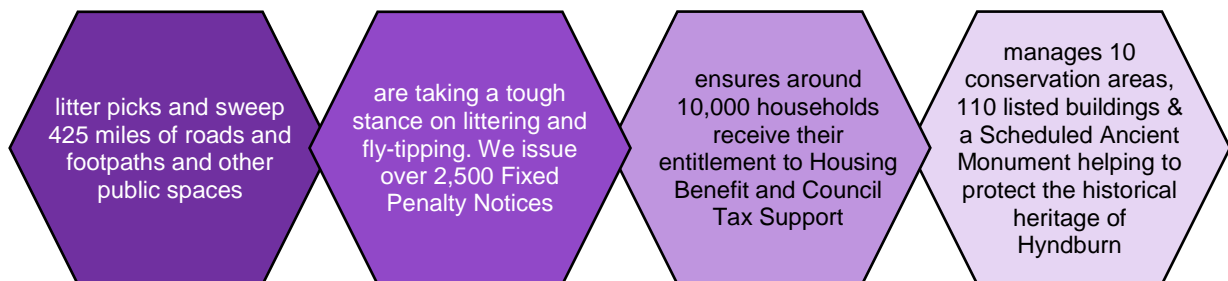 litter picks and sweep
425 miles of roads and
footpaths and other
public spaces
are taking a tough
stance on littering and
fly-tipping. We issue
over 2,500 Fixed
Penalty Notices
ensures around
10,000 households
receive their
entitlement to Housing
Benefit and Council
Tax Support
manages 10
conservation areas,
110 listed buildings &
a Scheduled Ancient
Monument helping to
protect the historical
heritage of
Hyndburn